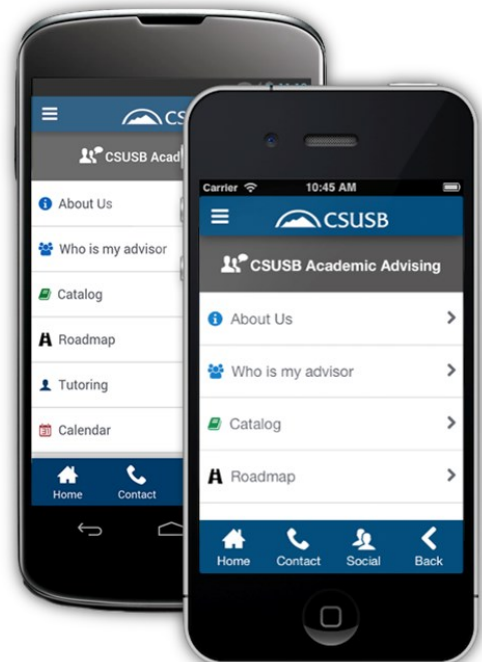 CS
CSUSB Acad
About Us
Who is my advisor
Catalog
Roadmap
Tutoring
Calendar
Home Contact
Carrier 10:45 AM
CSUSB
CSUSB Academic Advising
About Us
Who is my advisor
Catalog
Roadmap
Home Contact Social Back